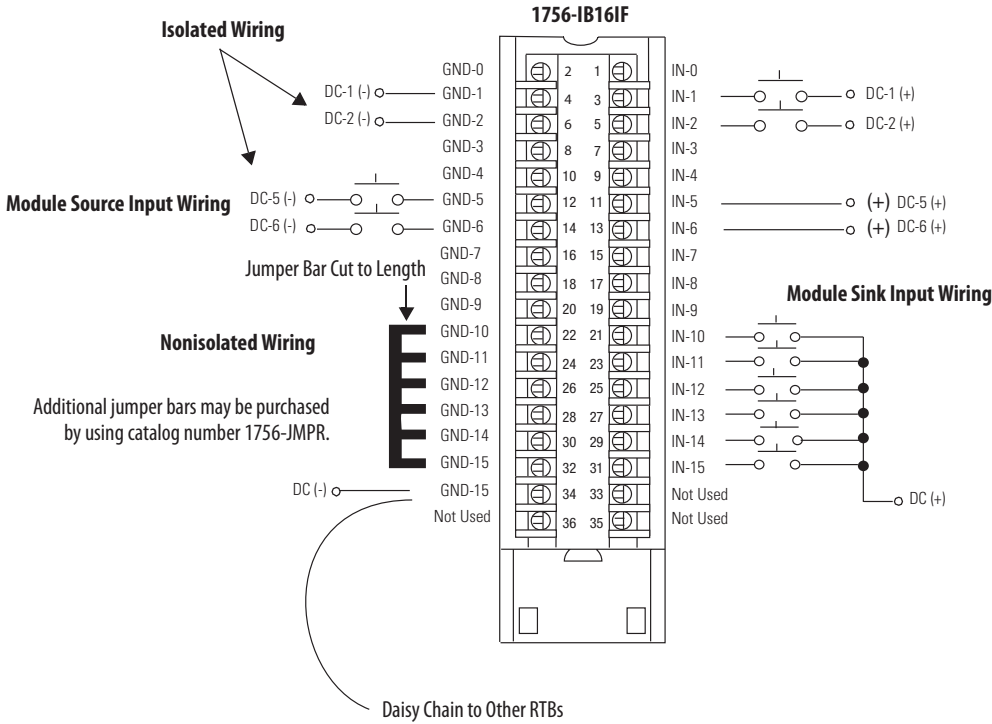 1756-IB16IF
Isolated Wiring
GND-0 2 1 IN-0
DC-1 (-) GND-1 4 3 IN-1 DC-1 (+)
DC-2 (-) GND-2 6 5 IN-2 DC-2 (+)
GND-3 8 7 IN-3
GND-4 10 9 IN-4
Module Source Input Wiring
DC-5 (-) GND-5 12 11 IN-5 (+) DC-5 (+)
DC-6 (-) GND-6 14 13 IN-6 (+) DC-6 (+)
GND-7 16 15 IN-7
Jumper Bar Cut to Length
GND-8 18 17 IN-8
Module Sink Input Wiring
GND-9 20 19 IN-9
Nonisolated Wiring
GND-10 22 21 IN-10
GND-11 24 23 IN-11
GND-12 26 25 IN-12
Additional jumper bars may be purchased
by using catalog number 1756-JMPR.
GND-13 28 27 IN-13
GND-14 30 29 IN-14
GND-15 32 31 IN-15
DC (-) GND-15 34 33 Not Used DC (+)
Not Used 36 35 Not Used
Daisy Chain to Other RTBs